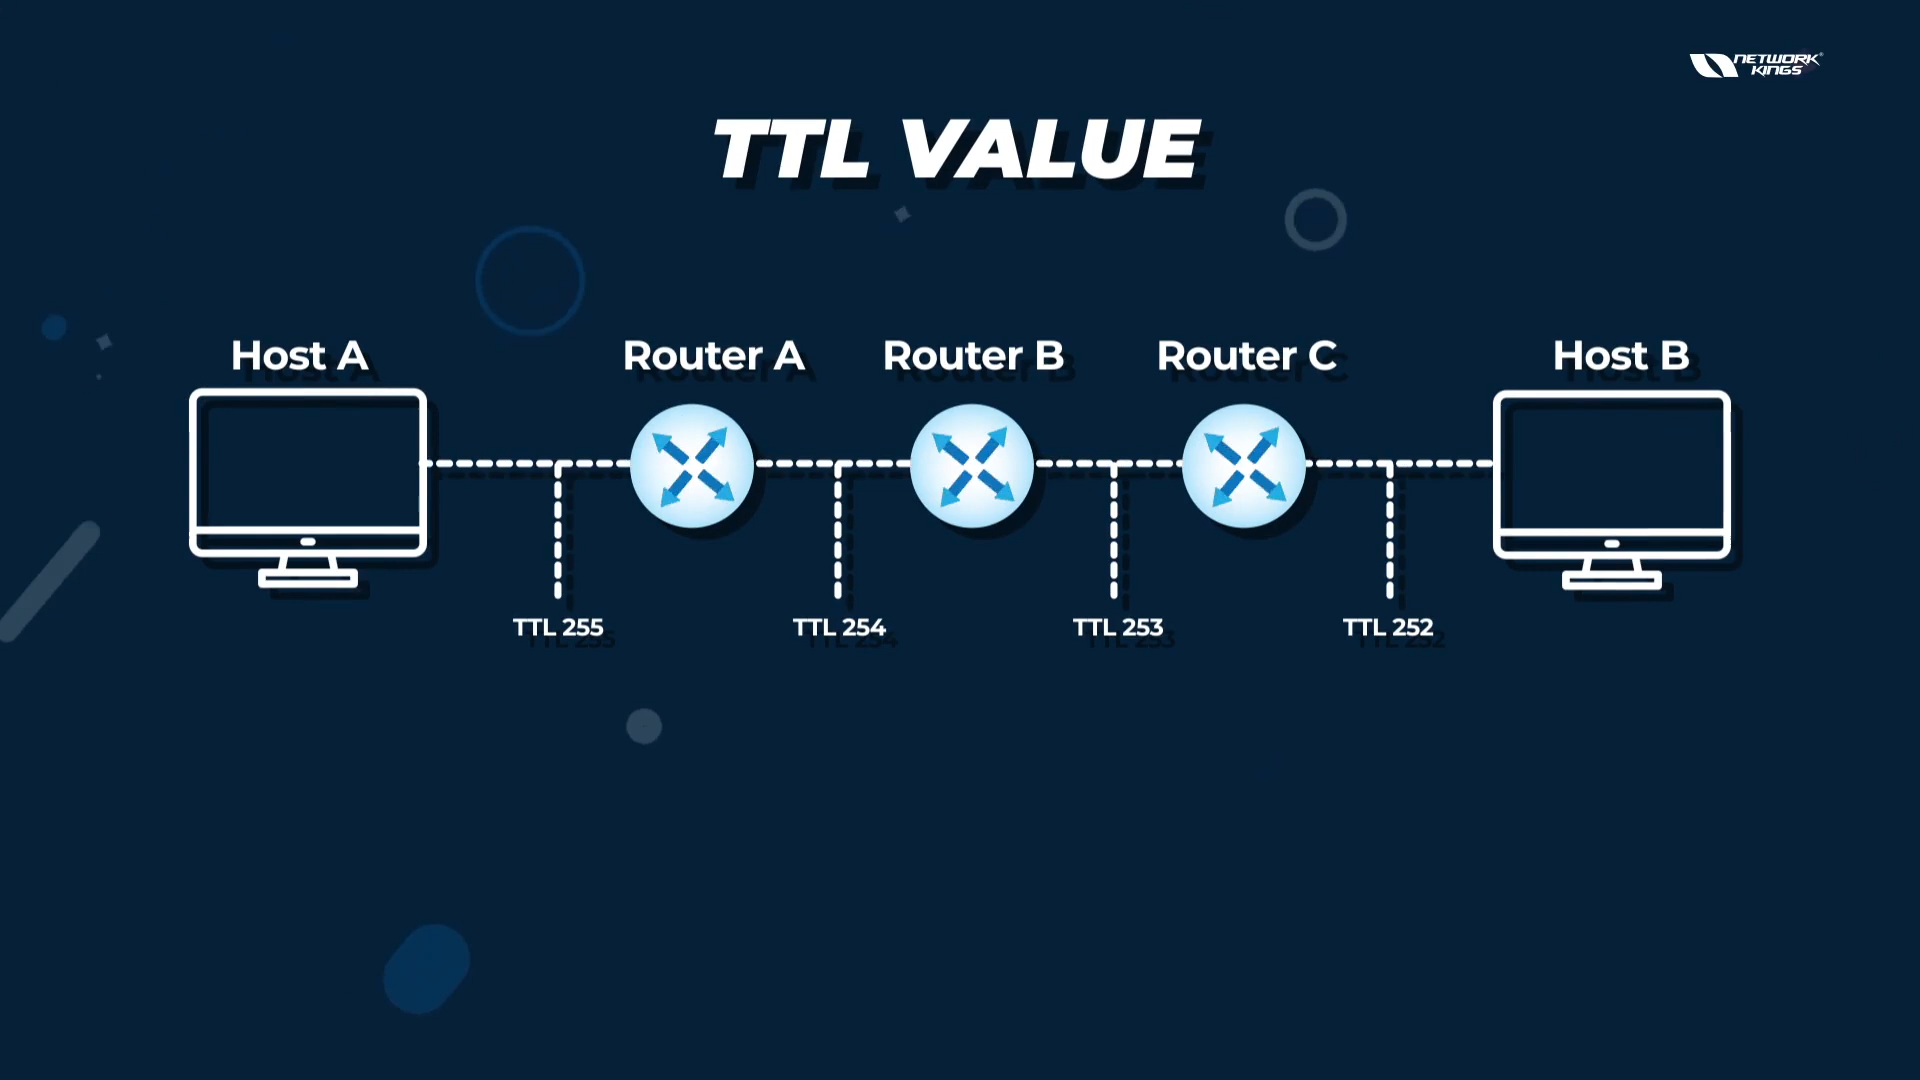 NETWORK
KINGS
TTL VALUE
Host A
Router A
Router B
Router C
Host B
TTL 255
TTL 254
TTL 253
TTL 252